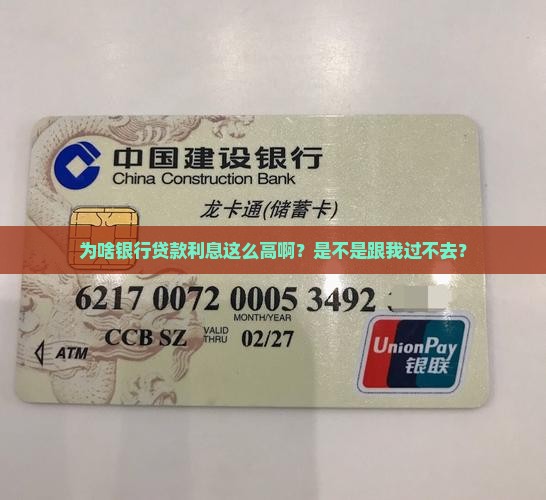 中国建设银行
China Construction Bank
龙卡通(储蓄卡)
为啥银行贷款利息这么高啊？是不是跟我过不去？
6217 0072 0005 3492
MONTH/YEAR
CCB SZ VALID THRU 02/27
ATM
UnionPay
银联